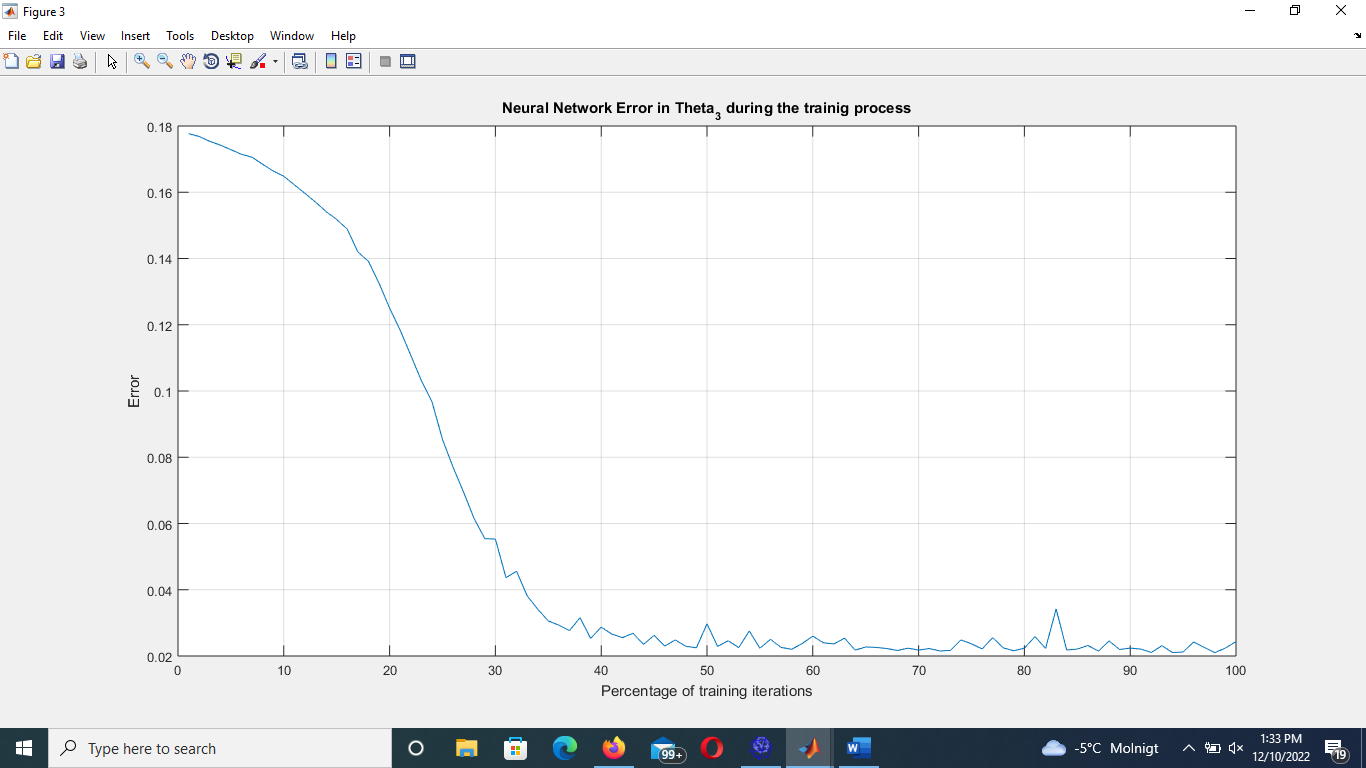 Figure 3
File Edit View Insert Tools Desktop Window Help
Neural Network Error in Theta3 during the trainig process
0.18
0.16
0.14
0.12
0.1
0.08
0.06
0.04
0.02
Error
0 10 20 30 40 50 60 70 80 90 100
Percentage of training iterations
Type here to search
99+
-5°C Molnigt
1:33 PM
12/10/2022
19